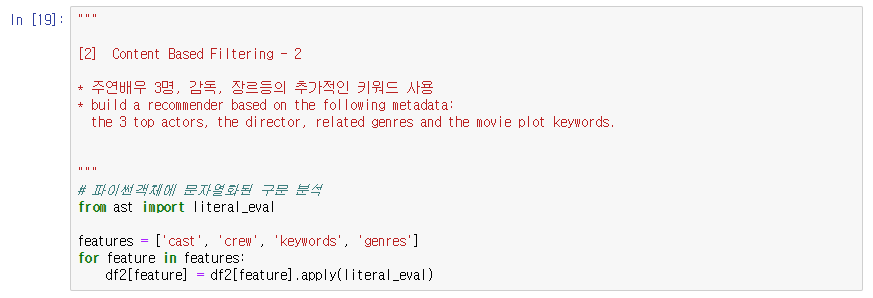 In [19]: """
[2]  Content Based Filtering - 2
* 주연배우 3명, 감독, 장르등의 추가적인 키워드 사용
* build a recommender based on the following metadata:
  the 3 top actors, the director, related genres and the movie plot keywords.
"""
# 파이썬객체에 문자열화된 구문 분석
from ast import literal_eval
features = ['cast', 'crew', 'keywords', 'genres']
for feature in features:
    df2[feature] = df2[feature].apply(literal_eval)